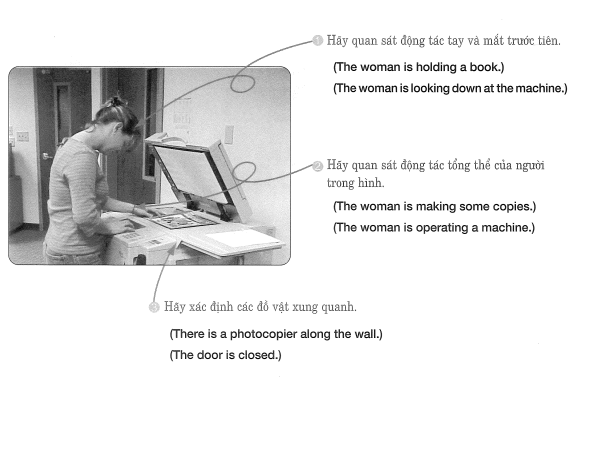 1 Hãy quan sát động tác tay và mắt trước tiên.
(The woman is holding a book.)
(The woman is looking down at the machine.)
2 Hãy quan sát động tác tổng thể của người
trong hình.
(The woman is making some copies.)
(The woman is operating a machine.)
3 Hãy xác định các đồ vật xung quanh.
(There is a photocopier along the wall.)
(The door is closed.)